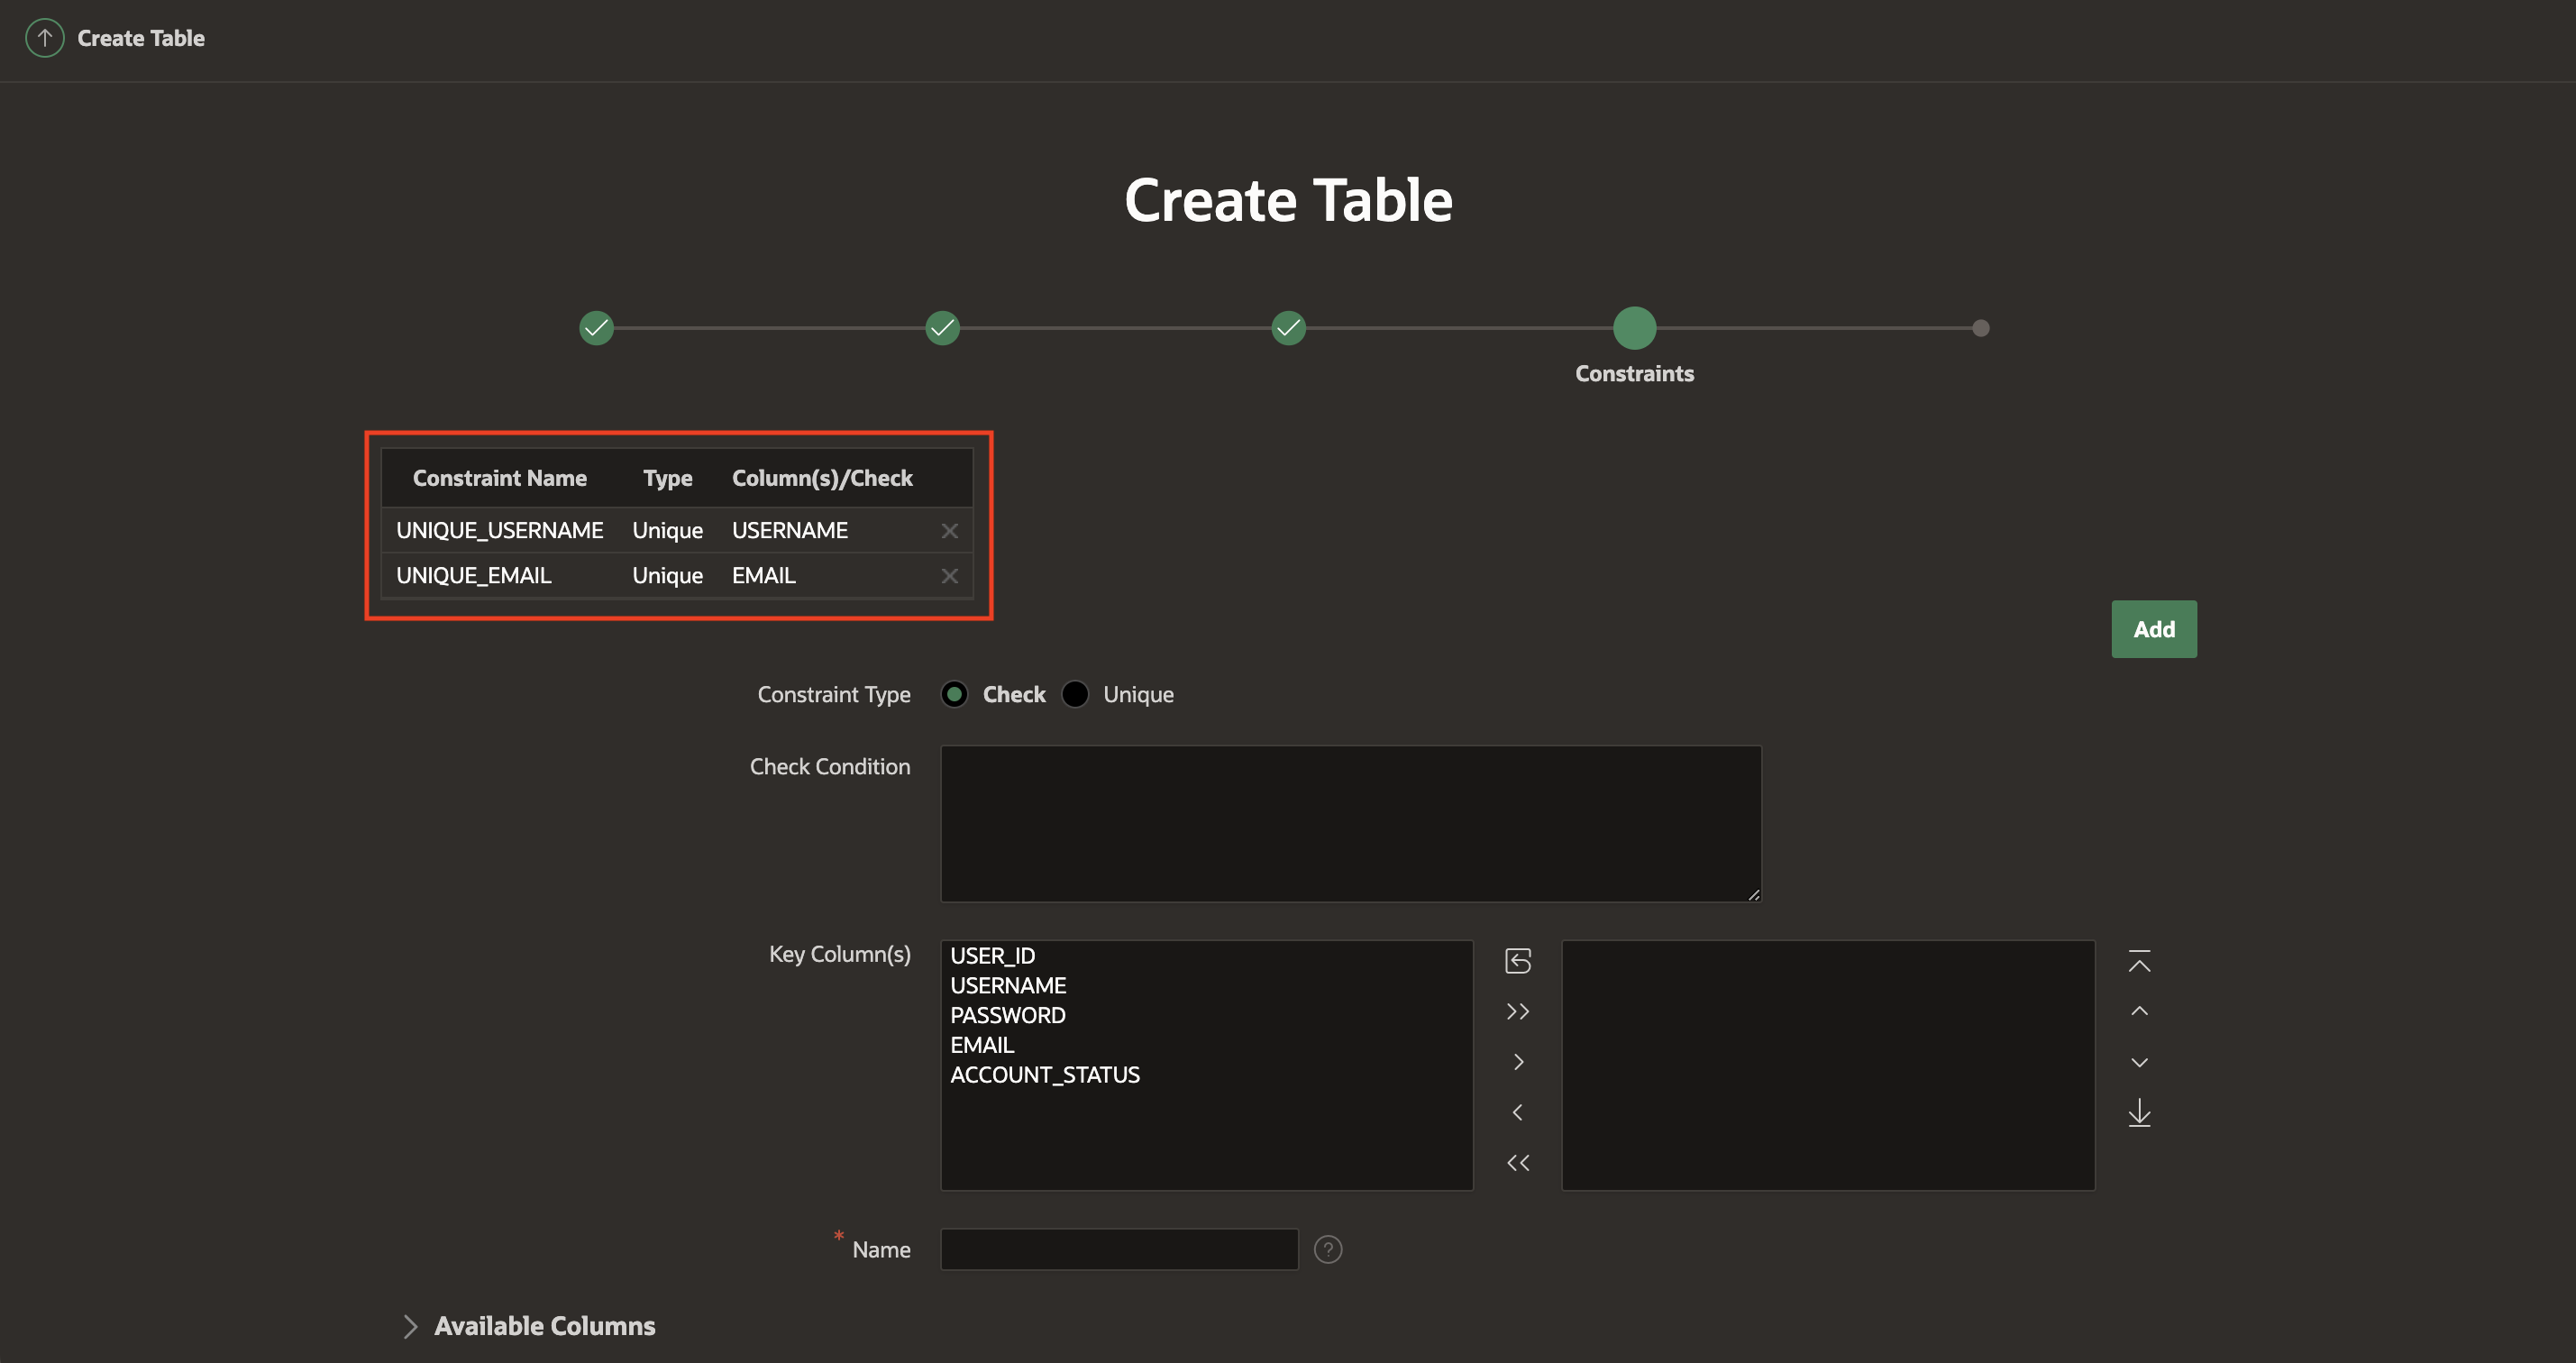 Create Table
Create Table
Constraints
Constraint Name Type Column(s)/Check
UNIQUE_USERNAME Unique USERNAME
UNIQUE_EMAIL Unique EMAIL
Add
Constraint Type Check Unique
Check Condition
Key Column(s)
USER_ID
USERNAME
PASSWORD
EMAIL
ACCOUNT_STATUS
* Name
Available Columns